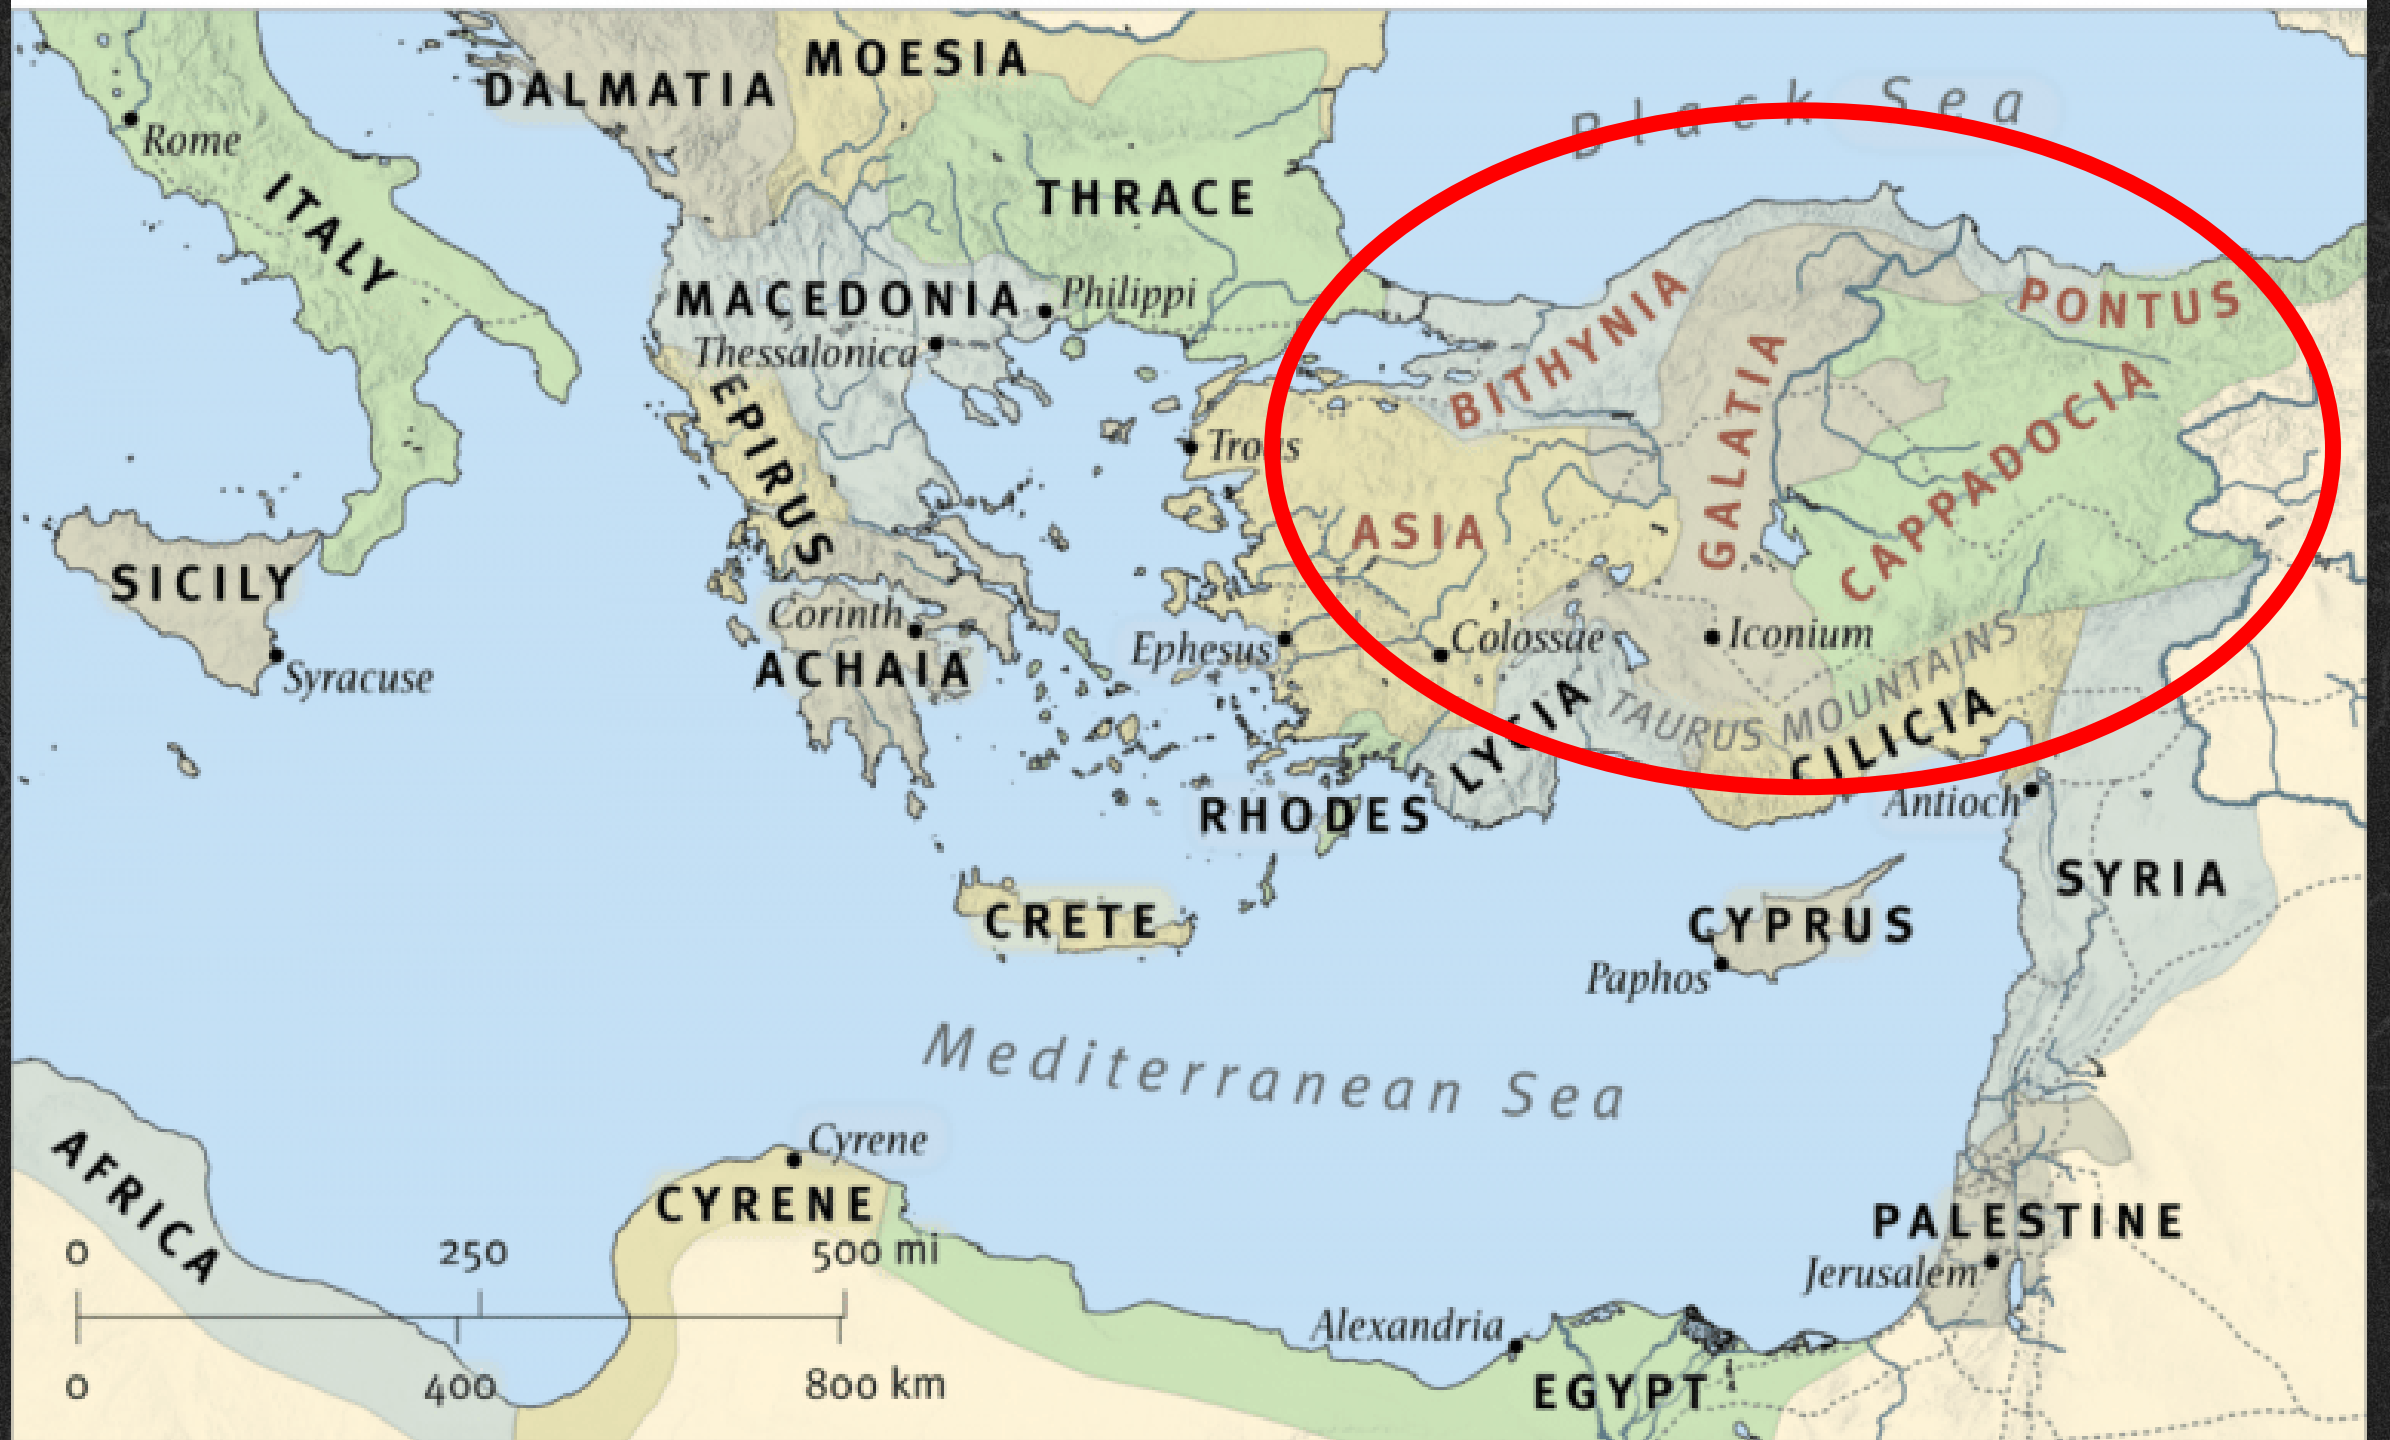 MOESIA
DALMATIA
Black Sea
Rome
THRACE
ITALY
MACEDONIA
Philippi
PONTUS
BITHYNIA
Thessalonica
GALATIA
EPIRUS
Troas
CAPPADOCIA
ASIA
SICILY
Corinth
Ephesus
Colossae
Iconium
ACHAIA
Syracuse
LYCIA
TAURUS MOUNTAINS
CILICIA
RHODES
Antioch
SYRIA
CRETE
CYPRUS
Paphos
Mediterranean Sea
Cyrene
AFRICA
CYRENE
PALESTINE
0 250 500 mi
Jerusalem
Alexandria
0 400 800 km
EGYPT